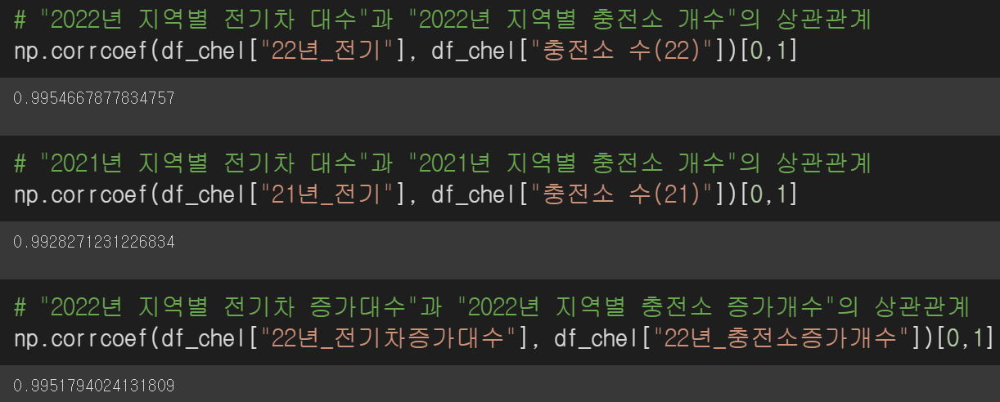 # "2022년 지역별 전기차 대수"과 "2022년 지역별 충전소 개수"의 상관관계
np.corrcoef(df_chel["22년_전기"], df_chel["충전소 수(22)"])[0,1]
0.9954667877834757
# "2021년 지역별 전기차 대수"과 "2021년 지역별 충전소 개수"의 상관관계
np.corrcoef(df_chel["21년_전기"], df_chel["충전소 수(21)"])[0,1]
0.9928271231226834
# "2022년 지역별 전기차 증가대수"과 "2022년 지역별 충전소 증가개수"의 상관관계
np.corrcoef(df_chel["22년_전기차증가대수"], df_chel["22년_충전소증가개수"])[0,1]
0.9951794024131809